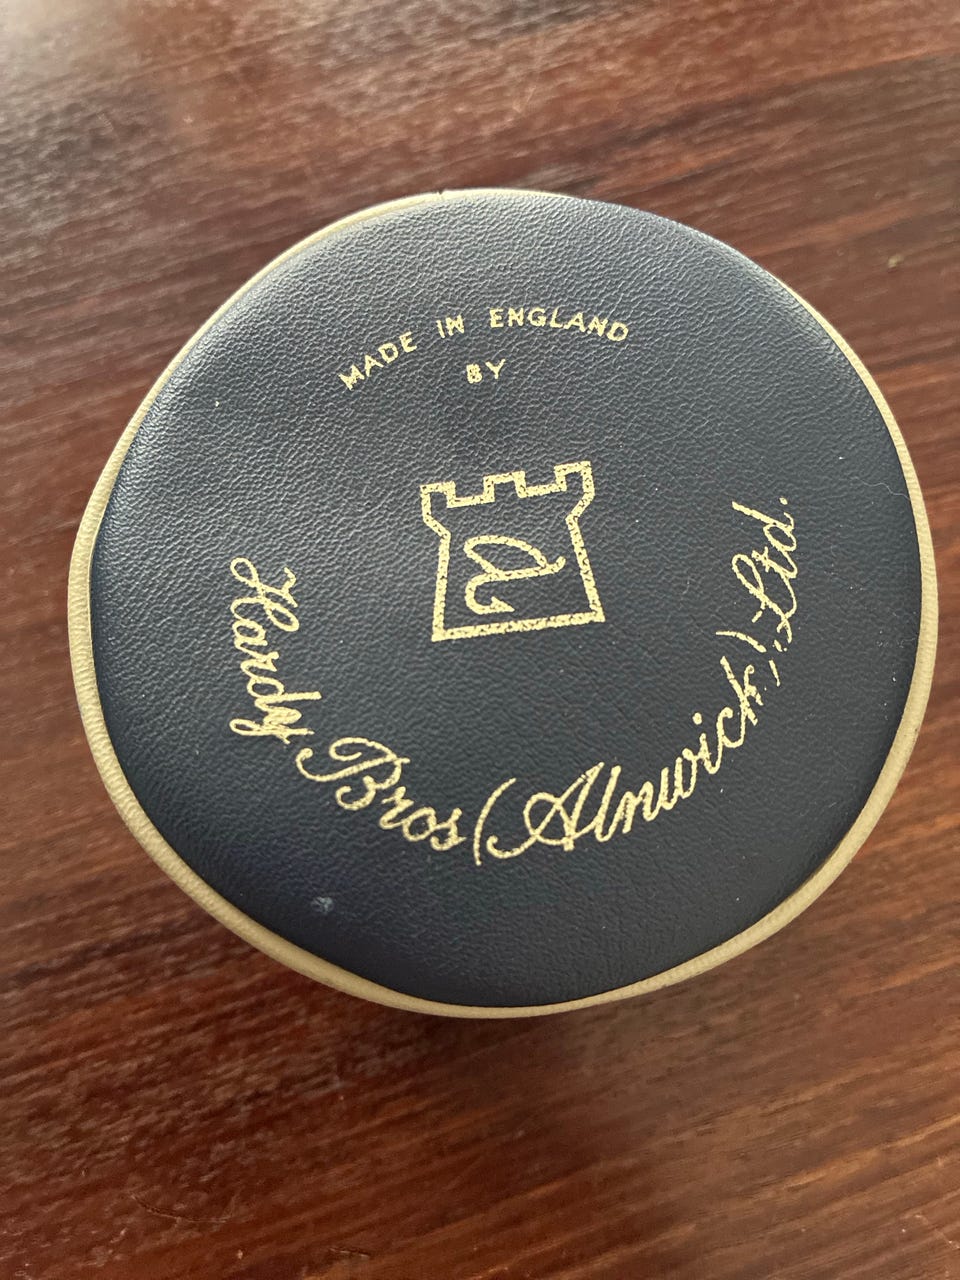 MADE IN ENGLAND
BY
a
Hardy Bros (Alnwick), Ltd.